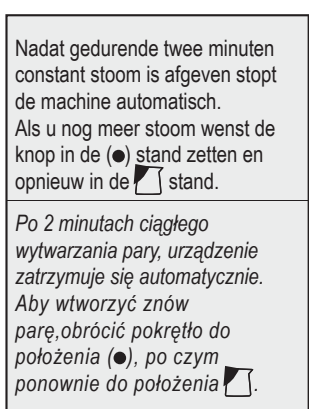 Nadat gedurende twee minuten
constant stoom is afgeven stopt
de machine automatisch.
Als u nog meer stoom wenst de
knop in de (●) stand zetten en
opnieuw in de stand.
Po 2 minutach ciągłego
wytwarzania pary, urządzenie
zatrzymuje się automatycznie.
Aby wtworzyć znów
parę,obrócić pokrętło do
położenia (●), po czym
ponownie do położenia .